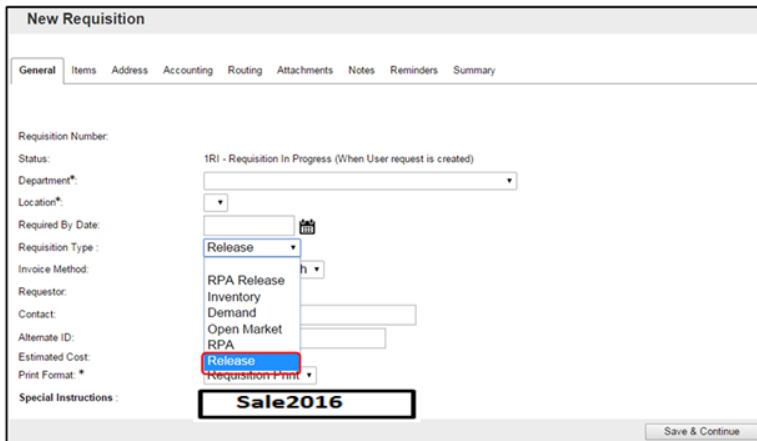 New Requisition
General Items Address Accounting Routing Attachments Notes Reminders Summary
Requisition Number:
Status: 1RI - Requisition In Progress (When User request is created)
Department*:
Location*:
Required By Date:
Requisition Type : Release
Invoice Method: h
RPA Release
Requestor:
Inventory
Contact: Demand
Open Market
Alternate ID:
RPA
Estimated Cost: Release
Print Format: * Requisition Print
Special Instructions : Sale2016
Save & Continue